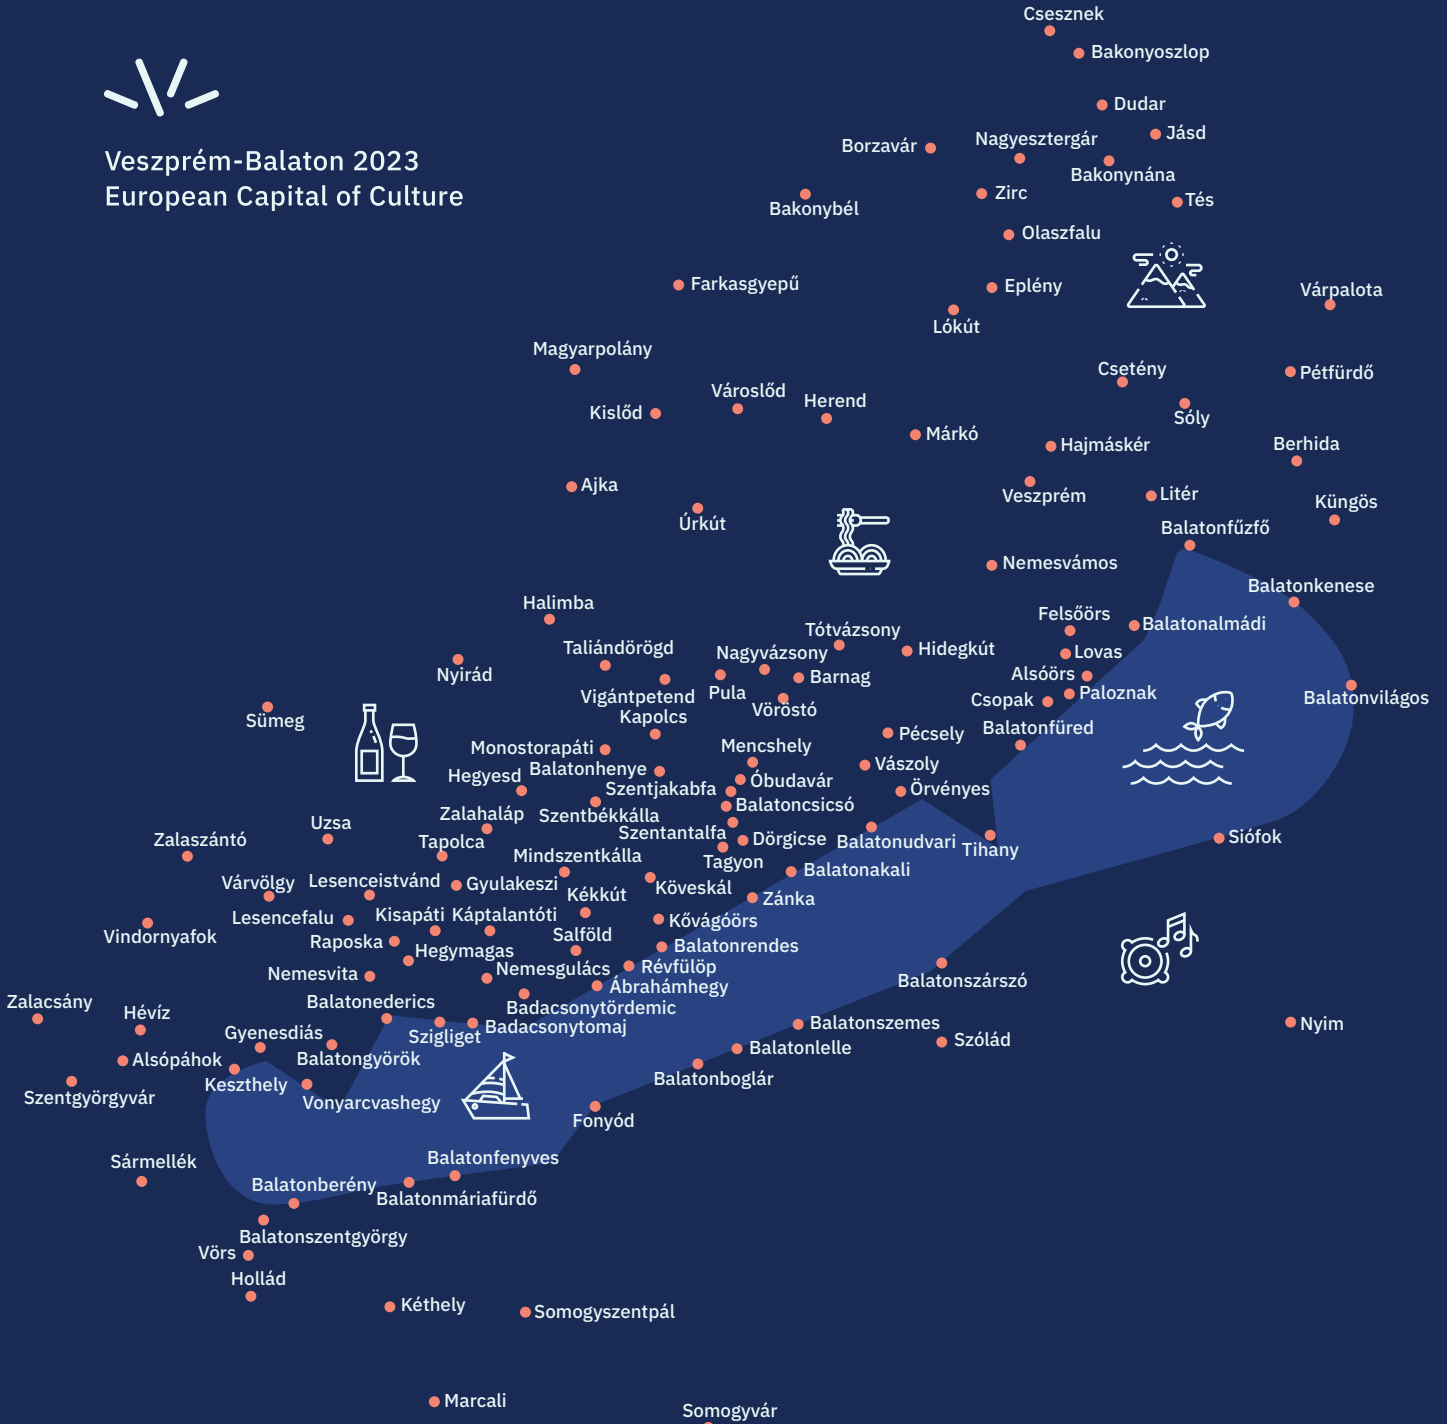 Csesznek
Bakonyoszlop
Dudar
Jásd
Nagyesztergár
Borzavár
Veszprém-Balaton 2023
European Capital of Culture
Bakonynána
Zirc
Tés
Bakonybél
Olaszfalu
Farkasgyepű
Eplény
Várpalota
Lókút
Magyarpolány
Csetény
Pétfürdő
Városlőd
Herend
Kislőd
Sóly
Márkó
Hajmáskér
Berhida
Ajka
Veszprém
Litér
Küngös
Úrkút
Balatonfűzfő
Nemesvámos
Balatonkenese
Halimba
Felsőörs
Balatonalmádi
Tótvázsony
Taliándörögd
Nagyvázsony
Hidegkút
Lovas
Nyirád
Barnag
Alsóörs
Vigántpetend
Pula
Paloznak
Csopak
Balatonvilágos
Vöröstó
Kapolcs
Sümeg
Balatonfüred
Pécsely
Monostorapáti
Mencshely
Balatonhenye
Vászoly
Hegyesd
Óbudavár
Szentjakabfa
Örvényes
Balatoncsicsó
Zalahaláp
Szentbékkálla
Uzsa
Szentantalfa
Zalaszántó
Tapolca
Dörgicse
Balatonudvari
Tihany
Siófok
Mindszentkálla
Tagyon
Balatonakali
Várvölgy
Lesenceistvánd
Gyulakeszi
Köveskál
Kékkút
Zánka
Lesencefalu
Kisapáti
Káptalantóti
Kővágóörs
Vindornyafok
Raposka
Salföld
Hegymagas
Balatonrendes
Nemesvita
Nemesgulács
Révfülöp
Balatonszárszó
Ábrahámhegy
Zalacsány
Balatonederics
Badacsonytördemic
Hévíz
Gyenesdiás
Szigliget
Badacsonytomaj
Balatonszemes
Nyim
Szólád
Alsópáhok
Balatongyörök
Balatonlelle
Keszthely
Balatonboglár
Szentgyörgyvár
Vonyarcvashegy
Fonyód
Sármellék
Balatonfenyves
Balatonberény
Balatonmáriafürdő
Balatonszentgyörgy
Vörs
Hollád
Kéthely
Somogyszentpál
Marcali
Somogyvár